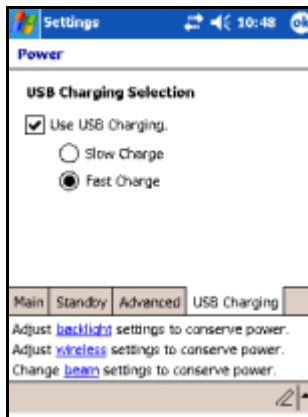 Settings 10:48 ok
Power
USB Charging Selection
Use USB Charging.
Slow Charge
Fast Charge
Main Standby Advanced USB Charging
Adjust backlight settings to conserve power.
Adjust wireless settings to conserve power.
Change beam settings to conserve power.